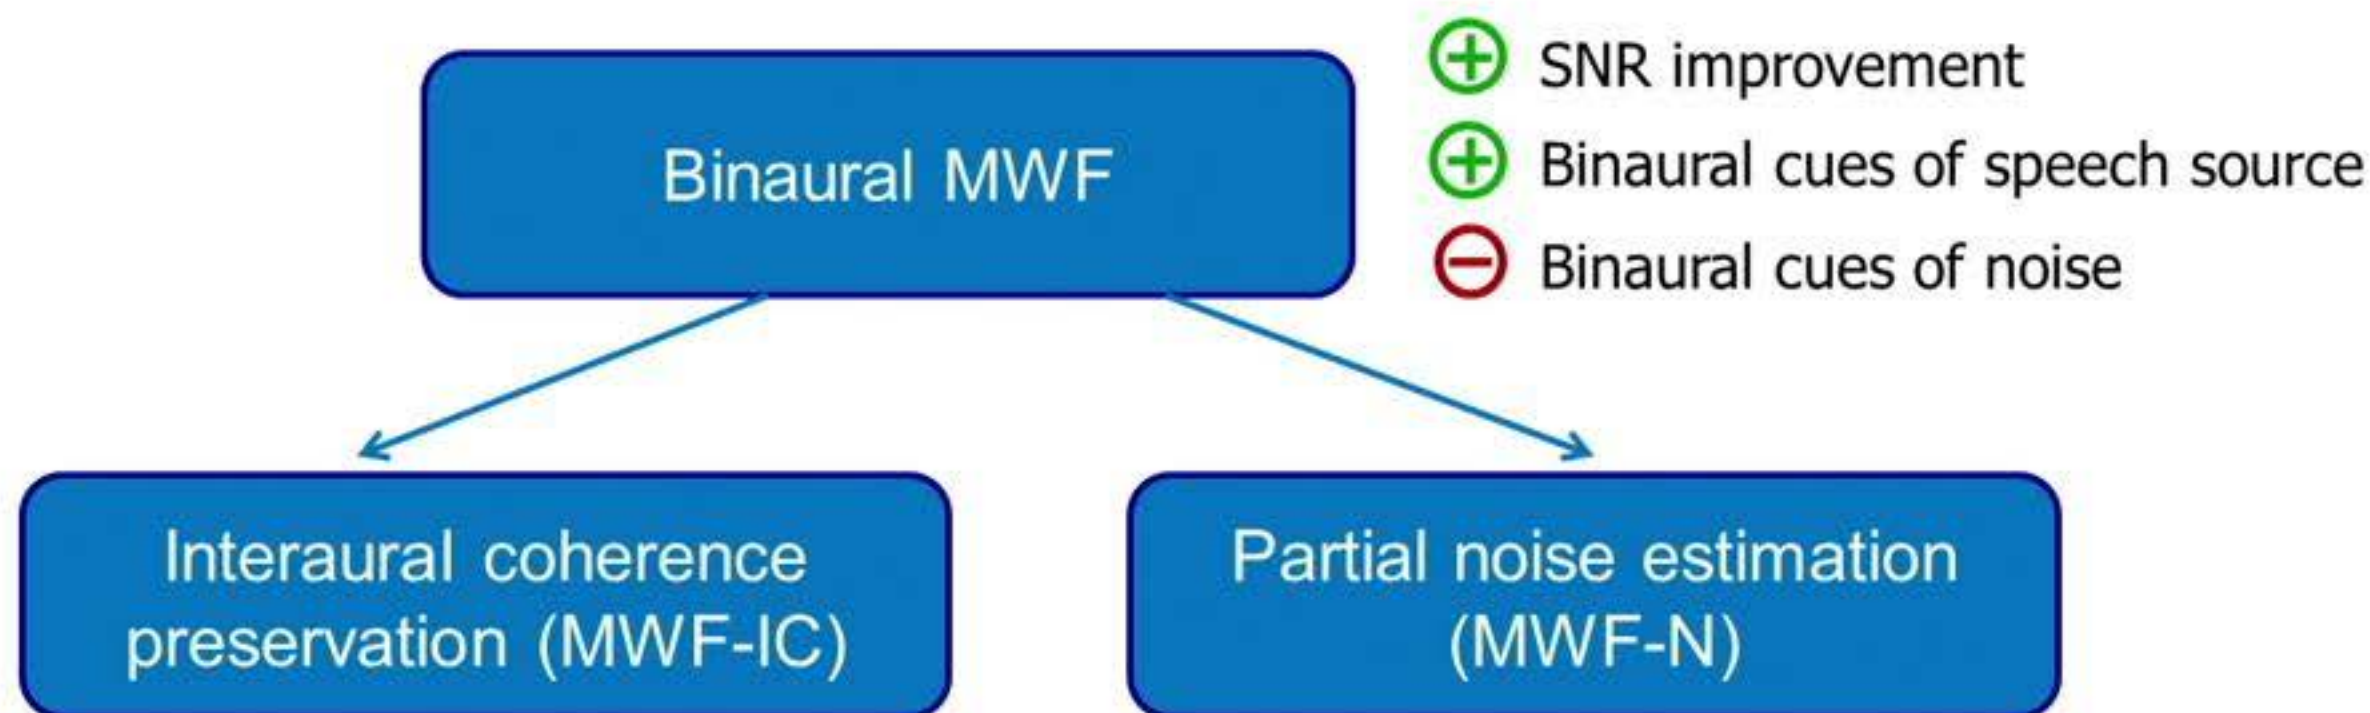 Binaural MWF
SNR improvement
Binaural cues of speech source
Binaural cues of noise
Interaural coherence
preservation (MWF-IC)
Partial noise estimation
(MWF-N)